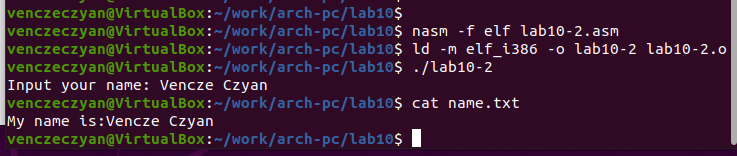 venczeczyan@VirtualBox:~/work/arch-pc/lab10$
venczeczyan@VirtualBox:~/work/arch-pc/lab10$ nasm -f elf lab10-2.asm
venczeczyan@VirtualBox:~/work/arch-pc/lab10$ ld -m elf_i386 -o lab10-2 lab10-2.o
venczeczyan@VirtualBox:~/work/arch-pc/lab10$ ./lab10-2
Input your name: Vencze Czyan
venczeczyan@VirtualBox:~/work/arch-pc/lab10$ cat name.txt
My name is:Vencze Czyan
venczeczyan@VirtualBox:~/work/arch-pc/lab10$